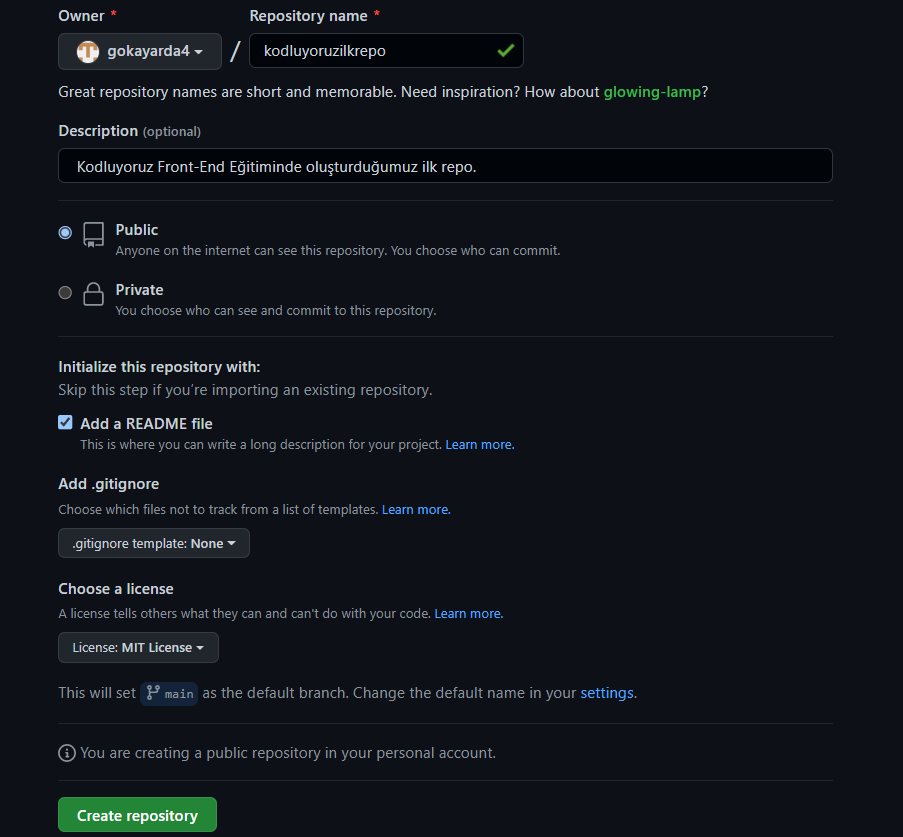 Owner *
Repository name *
gokayarda4
/
kodluyoruzilkrepo
Great repository names are short and memorable. Need inspiration? How about glowing-lamp?
Description (optional)
Kodluyoruz Front-End Eğitiminde oluşturduğumuz ilk repo.
Public
Anyone on the internet can see this repository. You choose who can commit.
Private
You choose who can see and commit to this repository.
Initialize this repository with:
Skip this step if you're importing an existing repository.
Add a README file
This is where you can write a long description for your project. Learn more.
Add .gitignore
Choose which files not to track from a list of templates. Learn more.
.gitignore template: None
Choose a license
A license tells others what they can and can't do with your code. Learn more.
License: MIT License
This will set main as the default branch. Change the default name in your settings.
You are creating a public repository in your personal account.
Create repository